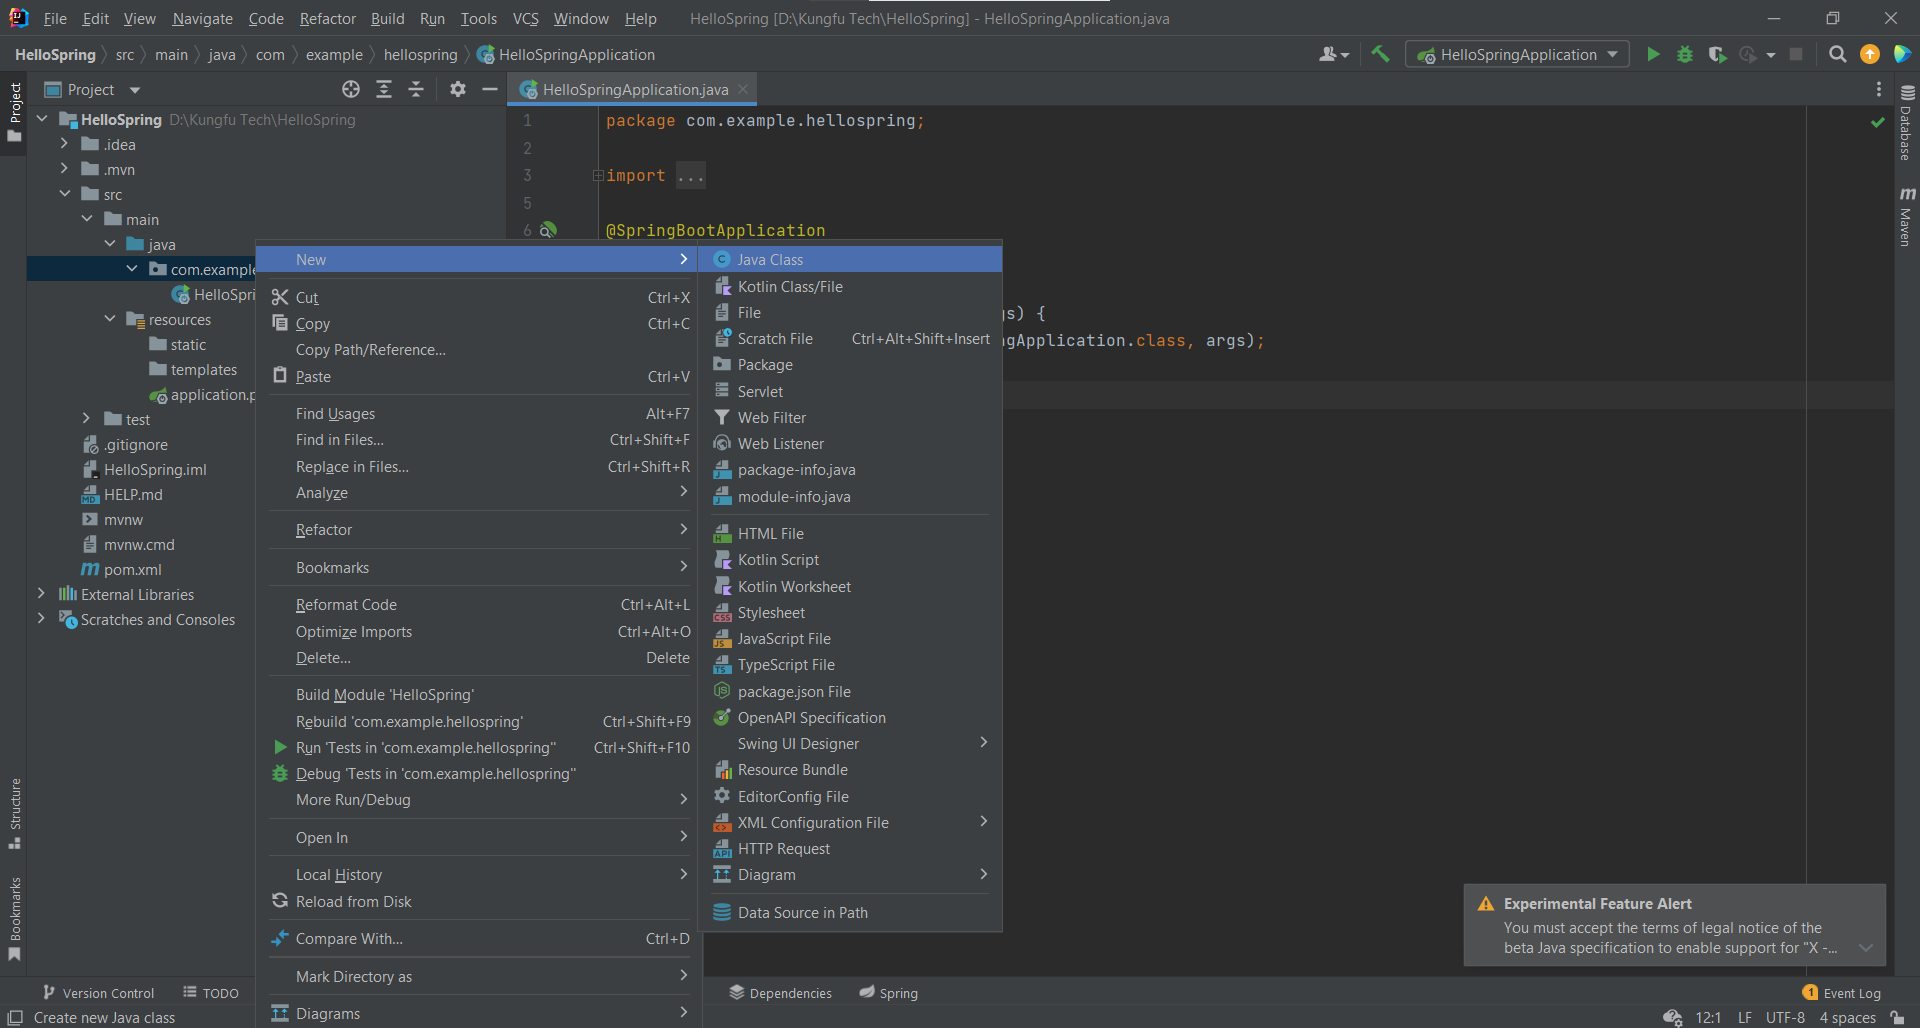 File Edit View Navigate Code Refactor Build Run Tools VCS Window Help HelloSpring [D:\Kungfu Tech\HelloSpring] - HelloSpringApplication.java
HelloSpring src main java com example hellospring HelloSpringApplication HelloSpringApplication
Project
HelloSpringApplication.java
Project
Structure
Bookmarks
HelloSpring D:\Kungfu Tech\HelloSpring
.idea
.mvn
src
main
java
com.example
HelloSpri
resources
static
templates
application.p
test
.gitignore
HelloSpring.iml
HELP.md
mvnw
mvnw.cmd
pom.xml
External Libraries
Scratches and Consoles
1 package com.example.hellospring;
2
3 import ...
5
6 @SpringBootApplication
gs) {
ngApplication.class, args);
New
Cut Ctrl+X
Copy Ctrl+C
Copy Path/Reference...
Paste Ctrl+V
Find Usages Alt+F7
Find in Files... Ctrl+Shift+F
Replace in Files... Ctrl+Shift+R
Analyze
Refactor
Bookmarks
Reformat Code Ctrl+Alt+L
Optimize Imports Ctrl+Alt+O
Delete... Delete
Build Module 'HelloSpring'
Rebuild 'com.example.hellospring' Ctrl+Shift+F9
Run 'Tests in 'com.example.hellospring'' Ctrl+Shift+F10
Debug 'Tests in 'com.example.hellospring''
More Run/Debug
Open In
Local History
Reload from Disk
Compare With... Ctrl+D
Mark Directory as
Diagrams
Java Class
Kotlin Class/File
File
Scratch File Ctrl+Alt+Shift+Insert
Package
Servlet
Web Filter
Web Listener
package-info.java
module-info.java
HTML File
Kotlin Script
Kotlin Worksheet
Stylesheet
JavaScript File
TypeScript File
package.json File
OpenAPI Specification
Swing UI Designer
Resource Bundle
EditorConfig File
XML Configuration File
HTTP Request
Diagram
Data Source in Path
Database
Maven
Experimental Feature Alert
You must accept the terms of legal notice of the
beta Java specification to enable support for "X -...
Version Control TODO Dependencies Spring 1 Event Log
Create new Java class 12:1 LF UTF-8 4 spaces